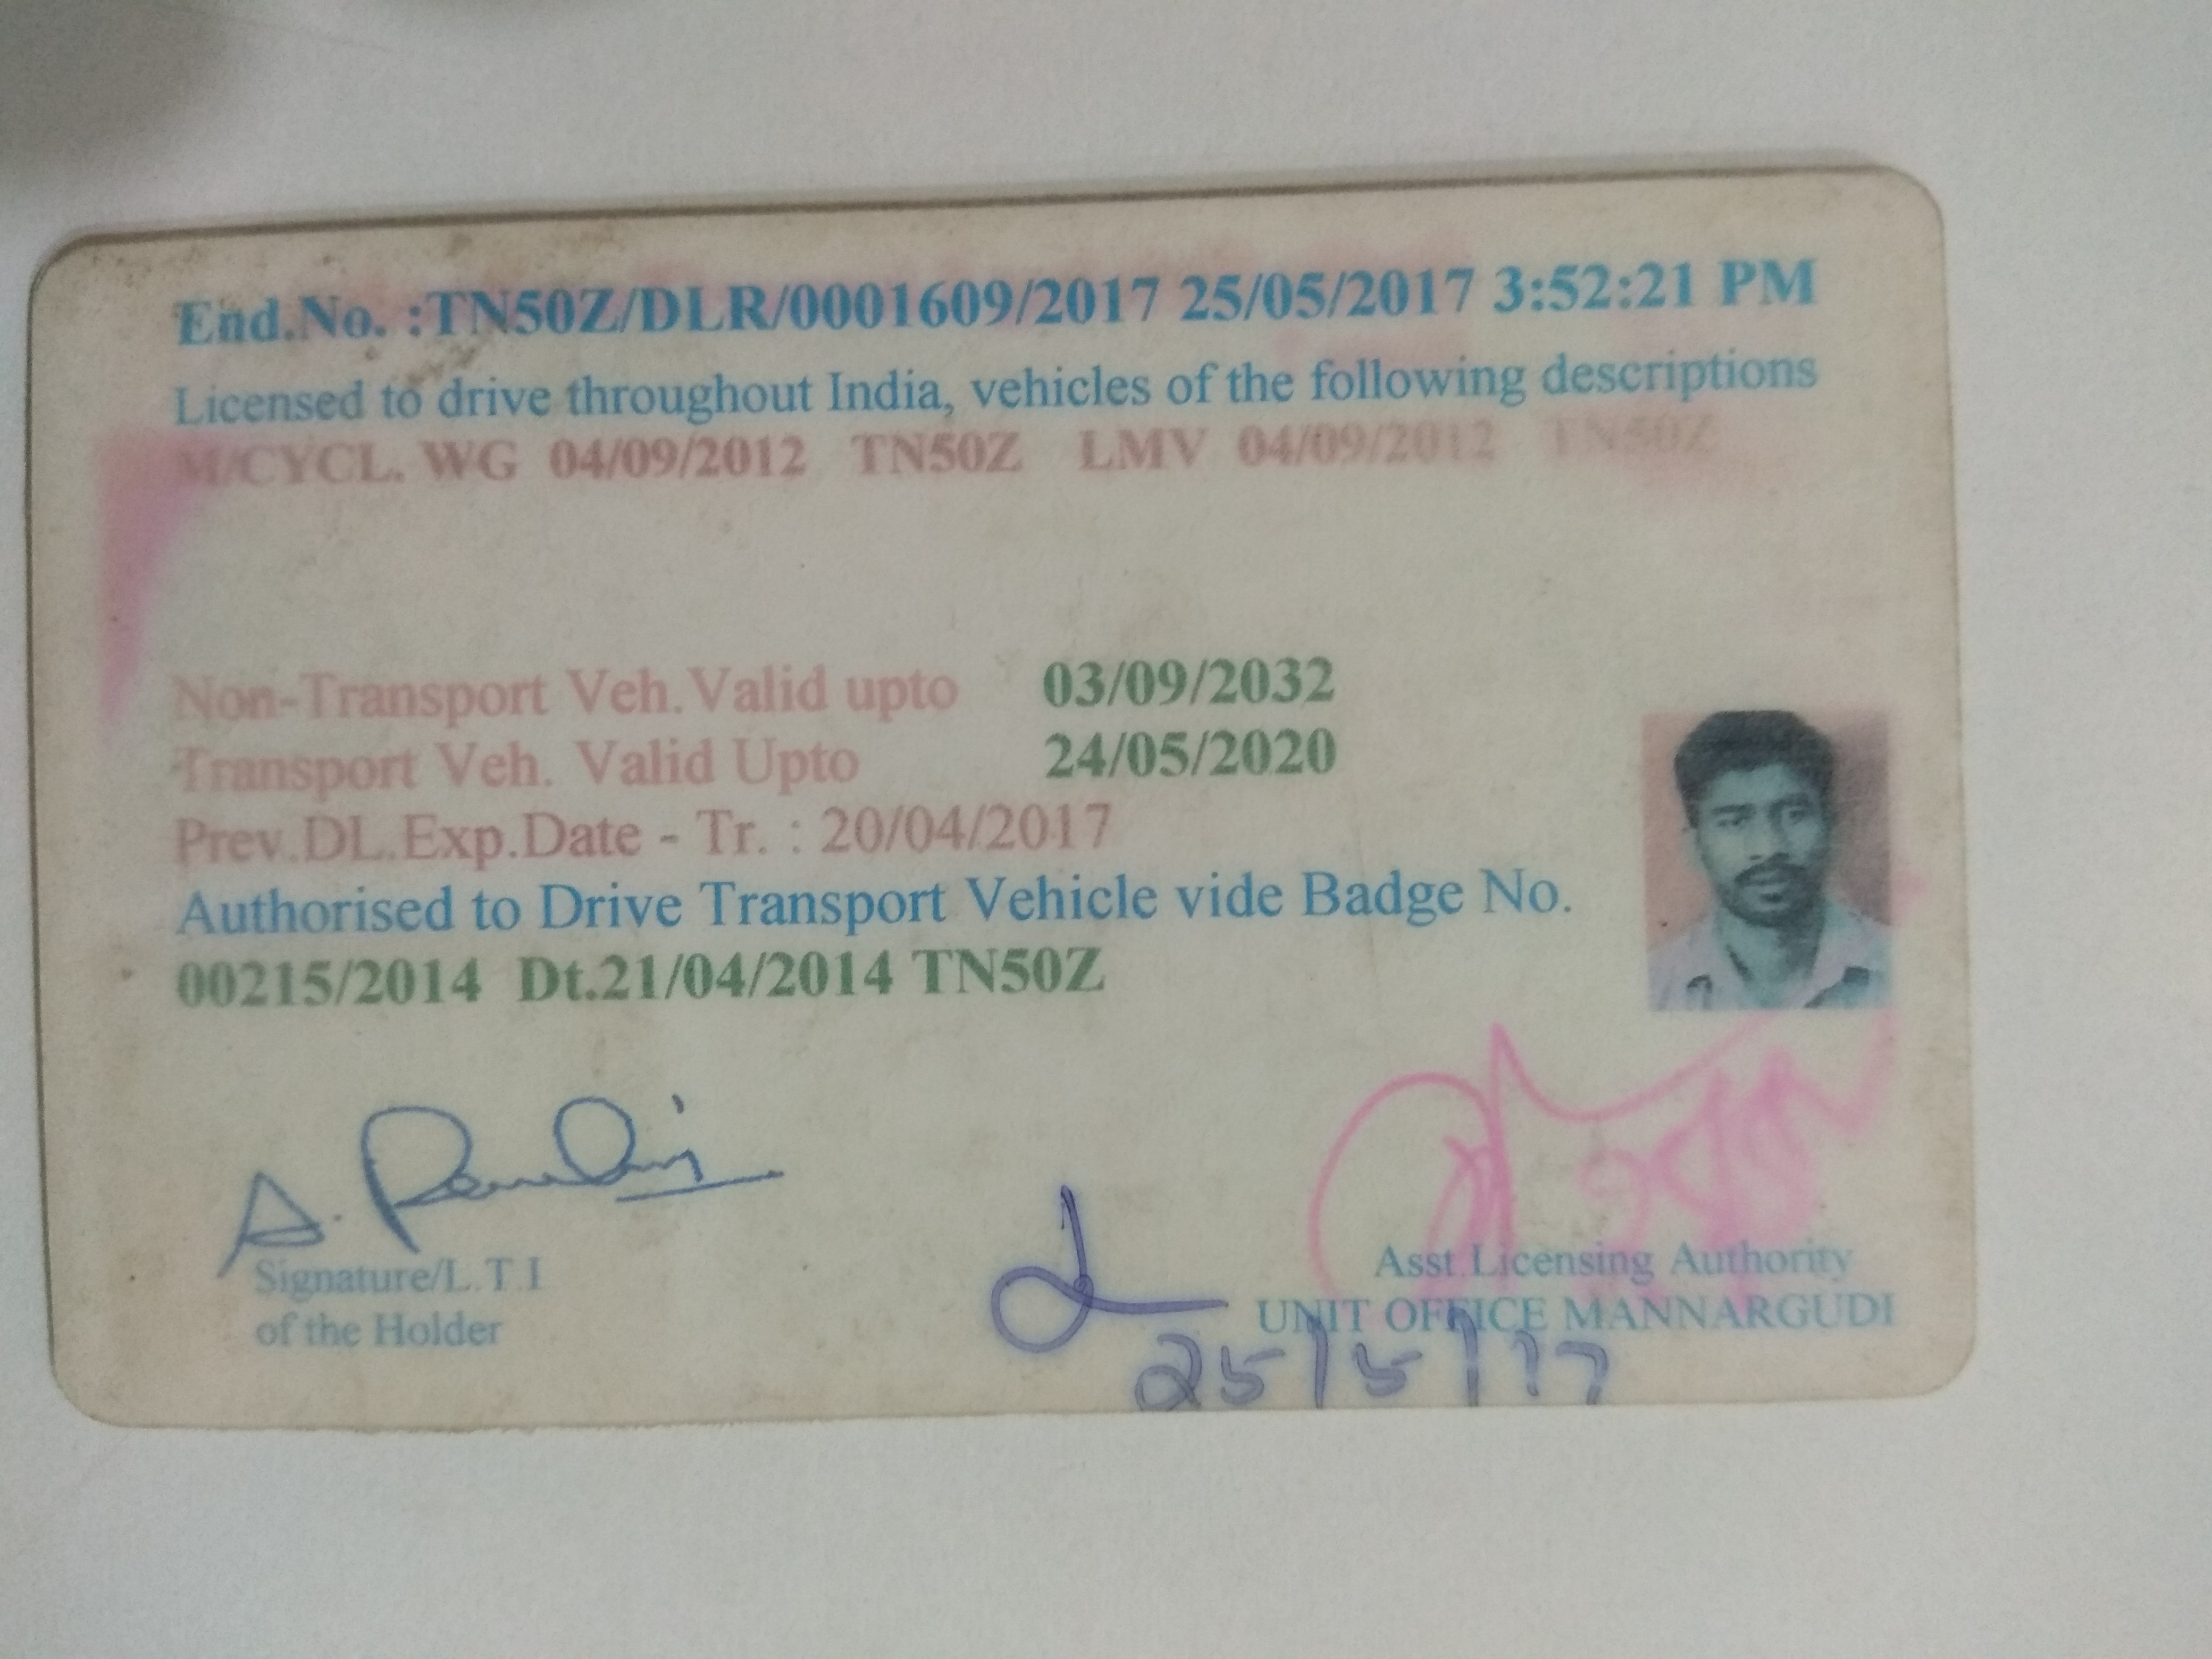 End.No. :TN50Z/DLR/0001609/2017 25/05/2017 3:52:21 PM
Licensed to drive throughout India, vehicles of the following descriptions
M/CYCL. WG 04/09/2012 TN50Z LMV 04/09/2012 TN50Z
Non-Transport Veh.Valid upto 03/09/2032
Transport Veh. Valid Upto 24/05/2020
Prev.DL.Exp.Date - Tr. : 20/04/2017
Authorised to Drive Transport Vehicle vide Badge No.
00215/2014 Dt.21/04/2014 TN50Z
A.
Signature/L.T.I
of the Holder
Asst.Licensing Authority
UNIT OFFICE MANNARGUDI
25/5/17